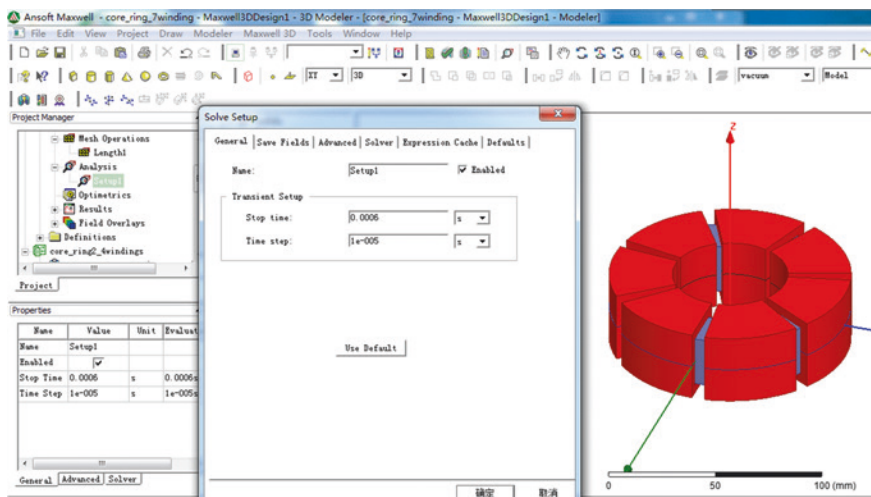 Ansoft Maxwell - core_ring_7winding - Maxwell3DDesign1 - 3D Modeler - [core_ring_7winding - Maxwell3DDesign1 - Modeler]
File Edit View Project Draw Modeler Maxwell 3D Tools Window Help
XY 3D vacuum Model
Project Manager
Mesh Operations
Length1
Analysis
Setup1
Optimetrics
Results
Field Overlays
Definitions
core_ring2_4windings
Project
Properties
Name Value Unit Evaluat
Name Setup1
Enabled
Stop Time 0.0006 s 0.0006s
Time Step 1e-005 s 1e-005s
General Advanced Solver
Solve Setup
General Save Fields Advanced Solver Expression Cache Defaults
Name: Setup1 Enabled
Transient Setup
Stop time: 0.0006 s
Time step: 1e-005 s
Use Default
确定 取消
Z
0 50 100 (mm)